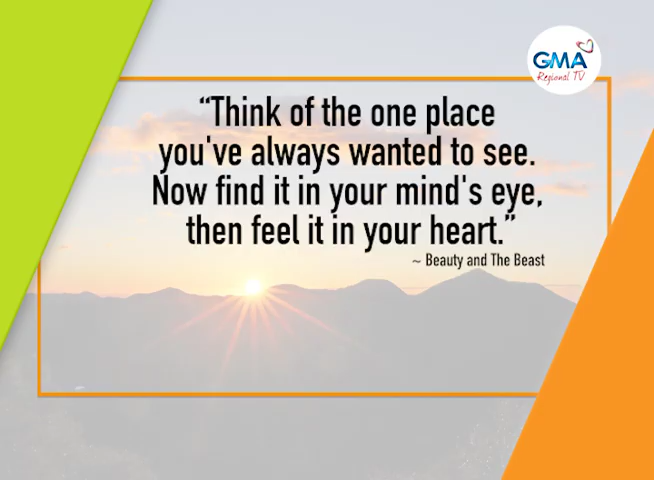 GMA
Regional TV
“Think of the one place
you've always wanted to see.
Now find it in your mind's eye,
then feel it in your heart.”
~ Beauty and The Beast